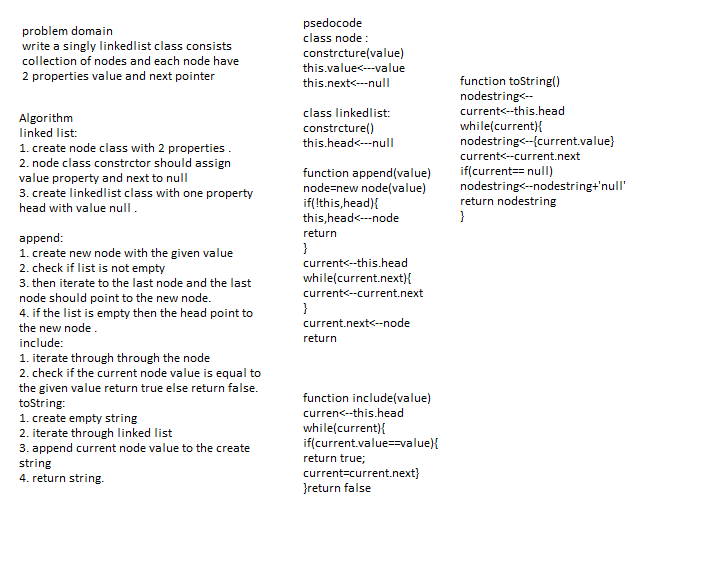 problem domain
write a singly linkedlist class consists
collection of nodes and each node have
2 properties value and next pointer
Algorithm
linked list:
1. create node class with 2 properties .
2. node class constrctor should assign
value property and next to null
3. create linkedlist class with one property
head with value null .
append:
1. create new node with the given value
2. check if list is not empty
3. then iterate to the last node and the last
node should point to the new node.
4. if the list is empty then the head point to
the new node .
include:
1. iterate through through the node
2. check if the current node value is equal to
the given value return true else return false.
toString:
1. create empty string
2. iterate through linked list
3. append current node value to the create
string
4. return string.
psedocode
class node :
constrcture(value)
this.value<---value
this.next<---null
class linkedlist:
constrcture()
this.head<---null
function append(value)
node=new node(value)
if(!this,head){
this,head<---node
return
}
current<--this.head
while(current.next){
current<--current.next
}
current.next<--node
return
function include(value)
curren<--this.head
while(current){
if(current.value==value){
return true;
current=current.next}
}return false
function toString()
nodestring<--
current<--this.head
while(current){
nodestring<--{current.value}
current<--current.next
if(current== null)
nodestring<--nodestring+'null'
return nodestring
}